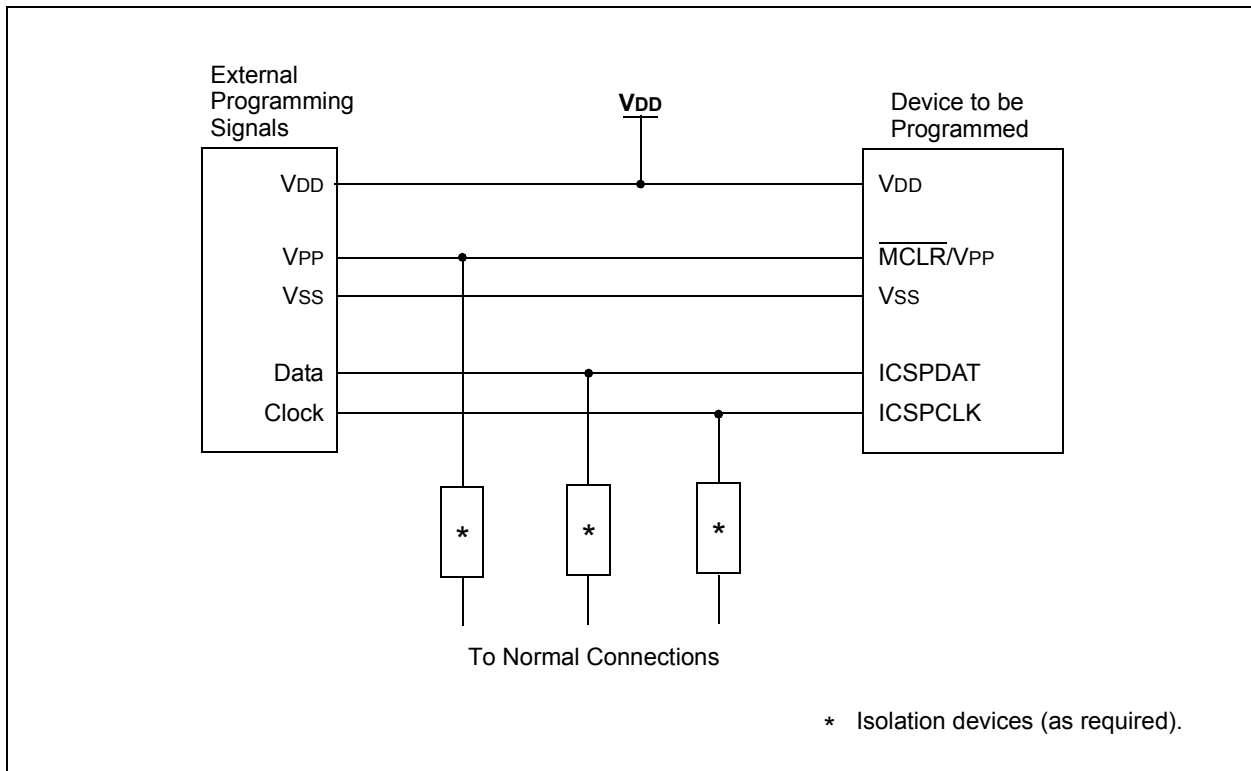 External
Programming
Signals
VDD
Device to be
Programmed
VDD
VDD
VPP
MCLR/VPP
VSS
VSS
Data
ICSPDAT
Clock
ICSPCLK
* * *
To Normal Connections
* Isolation devices (as required).